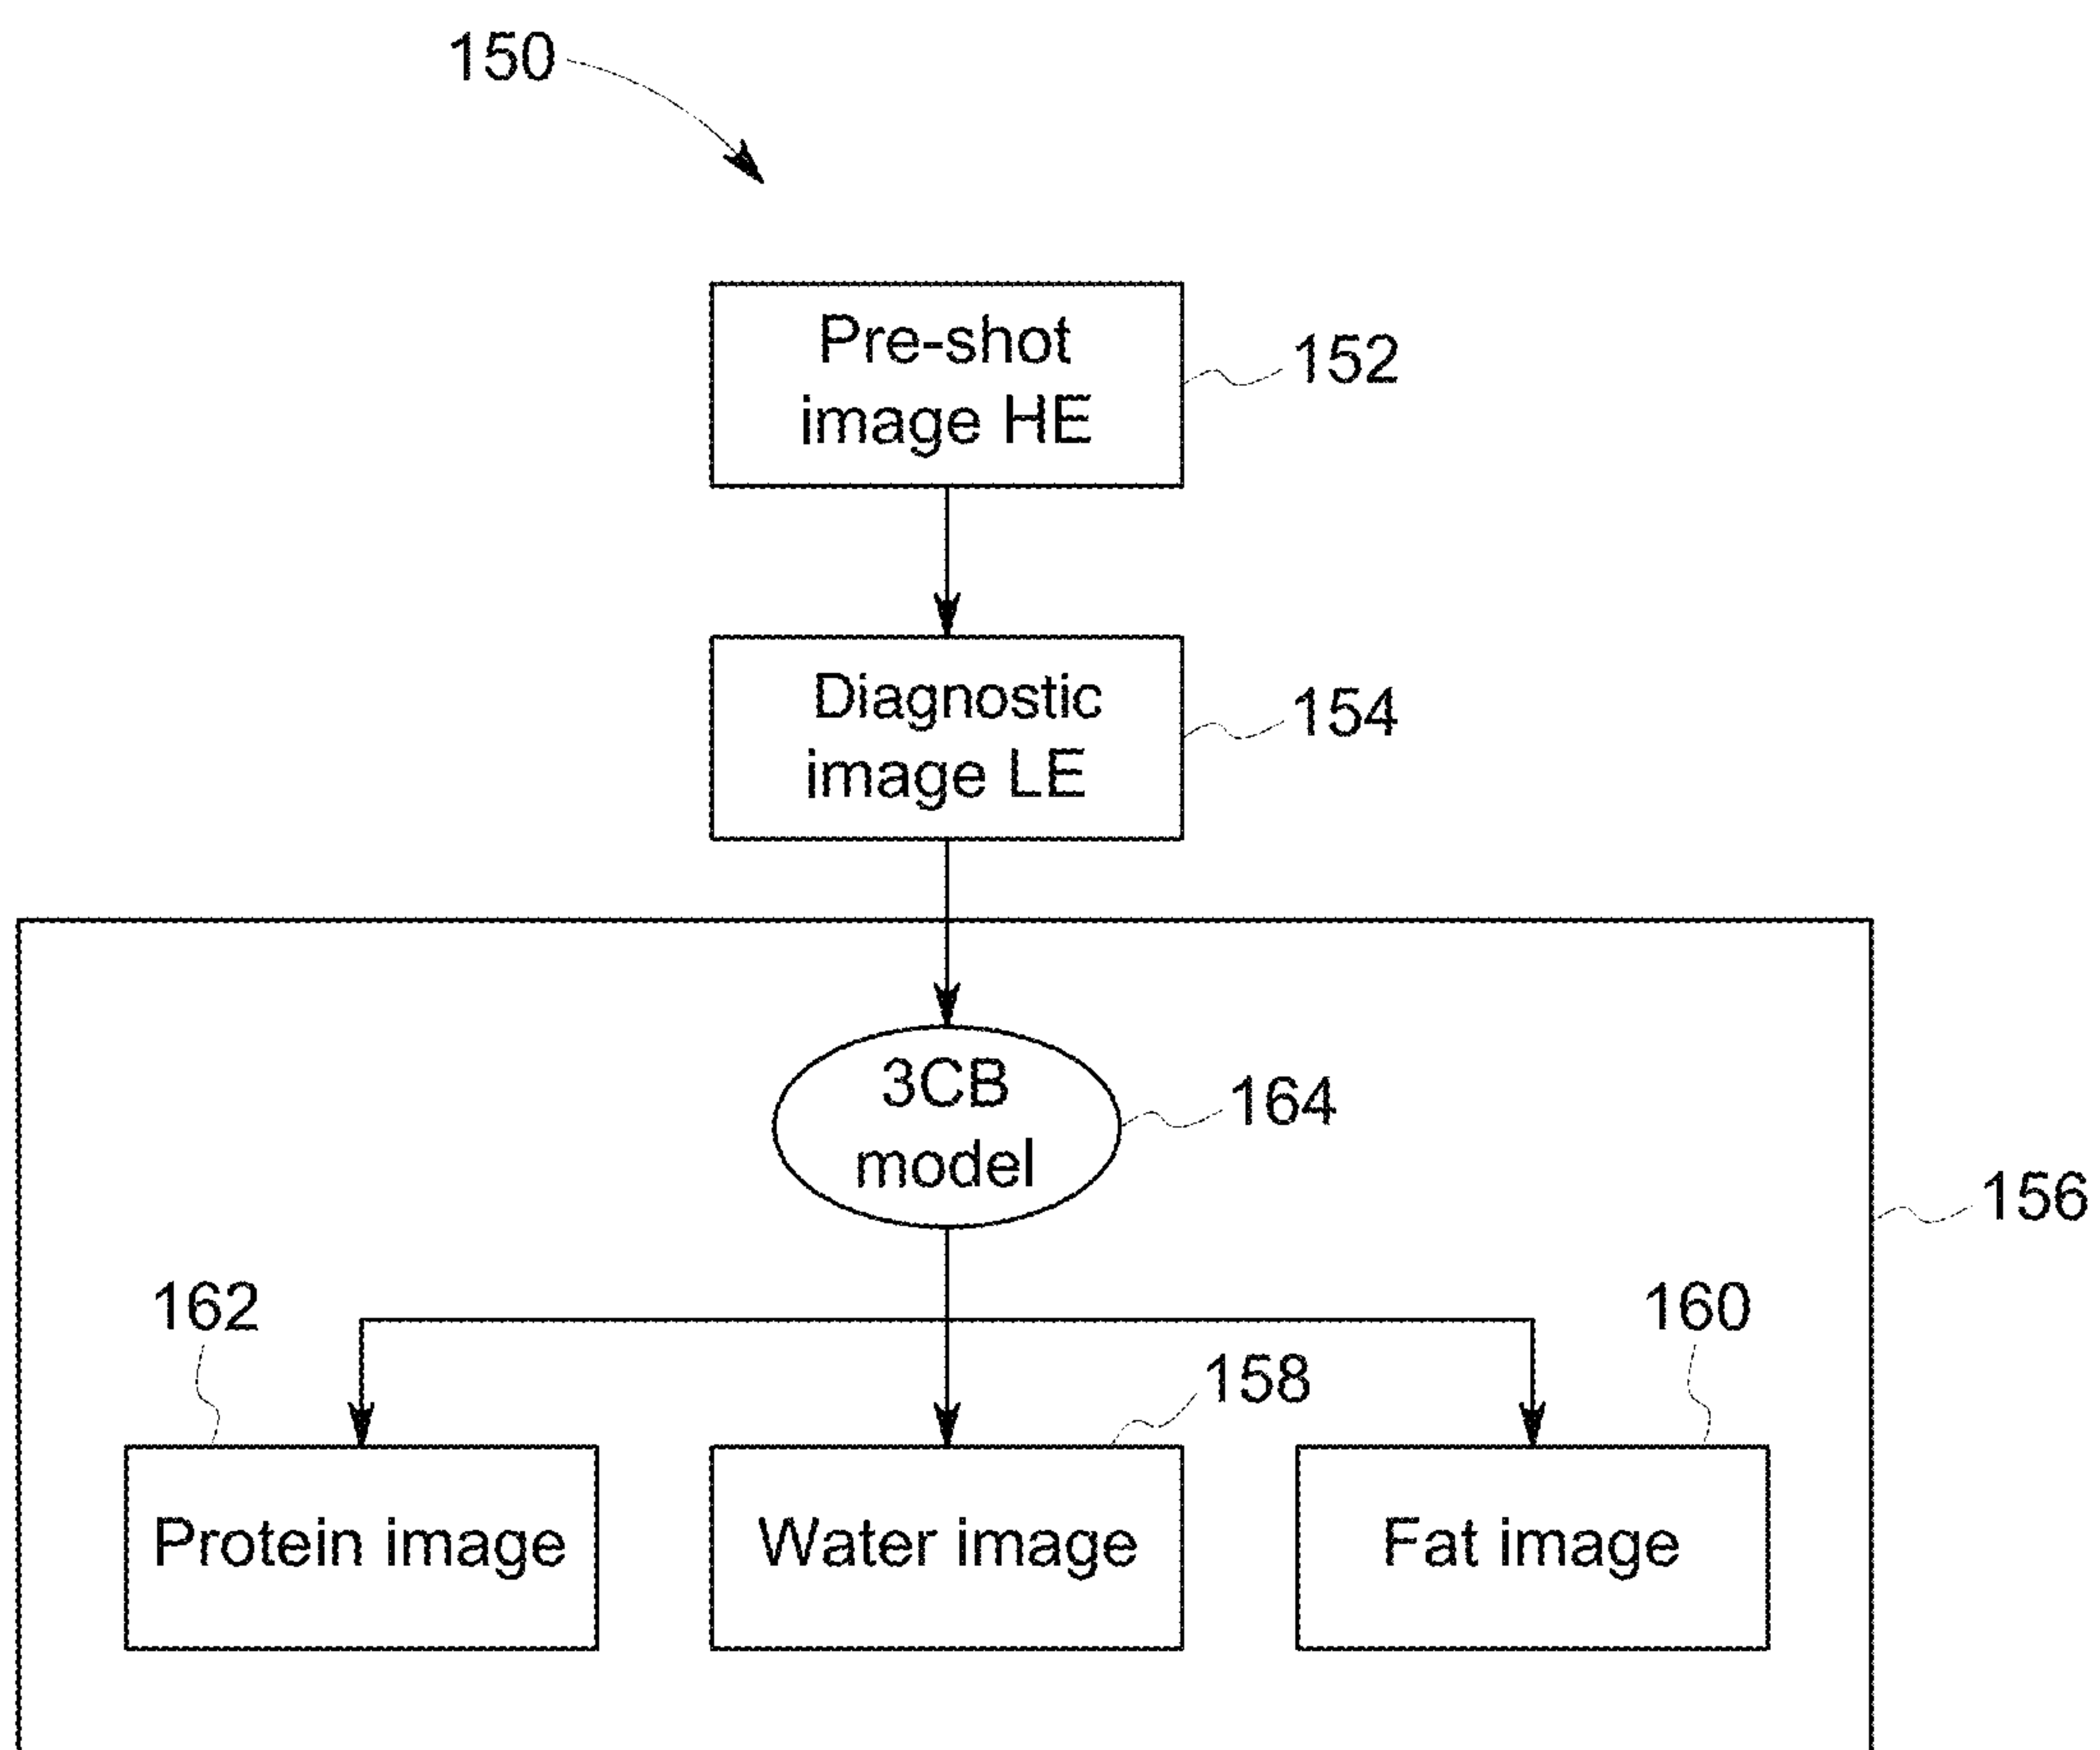 150
Pre-shot
image HE
152
Diagnostic
image LE
154
3CB
model
164
156
162
160
158
Protein image
Water image
Fat image